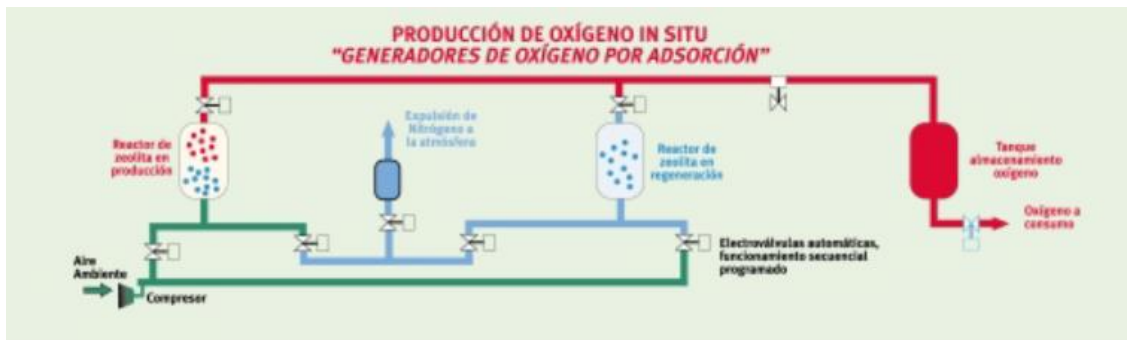 PRODUCCIÓN DE OXÍGENO IN SITU
“GENERADORES DE OXÍGENO POR ADSORCIÓN”
Expulsión de
Nitrógeno a
la atmósfera
Reactor de
zeolita en
producción
Reactor de
zeolita en
regeneración
Tanque
almacenamiento
oxígeno
Oxígeno a
consumo
Electroválvulas automáticas,
funcionamiento secuencial
programado
Aire
Ambiente
Compresor